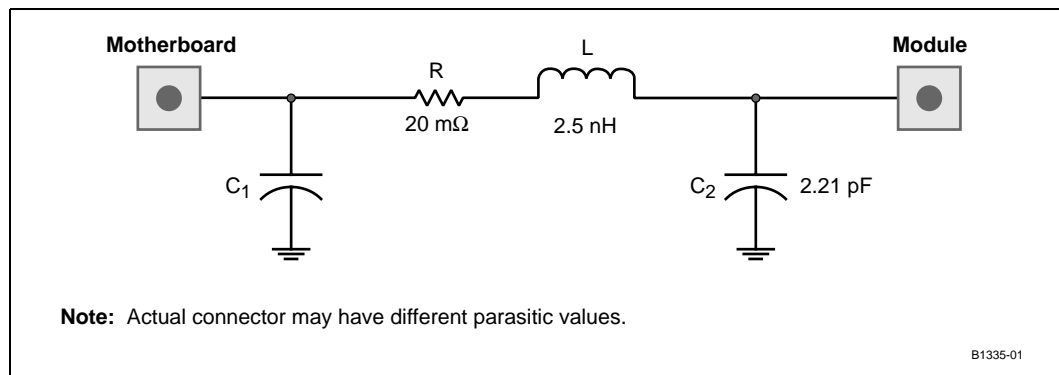 Motherboard
Module
L
R
20 mΩ
2.5 nH
C1
C2
2.21 pF
Note: Actual connector may have different parasitic values.
B1335-01